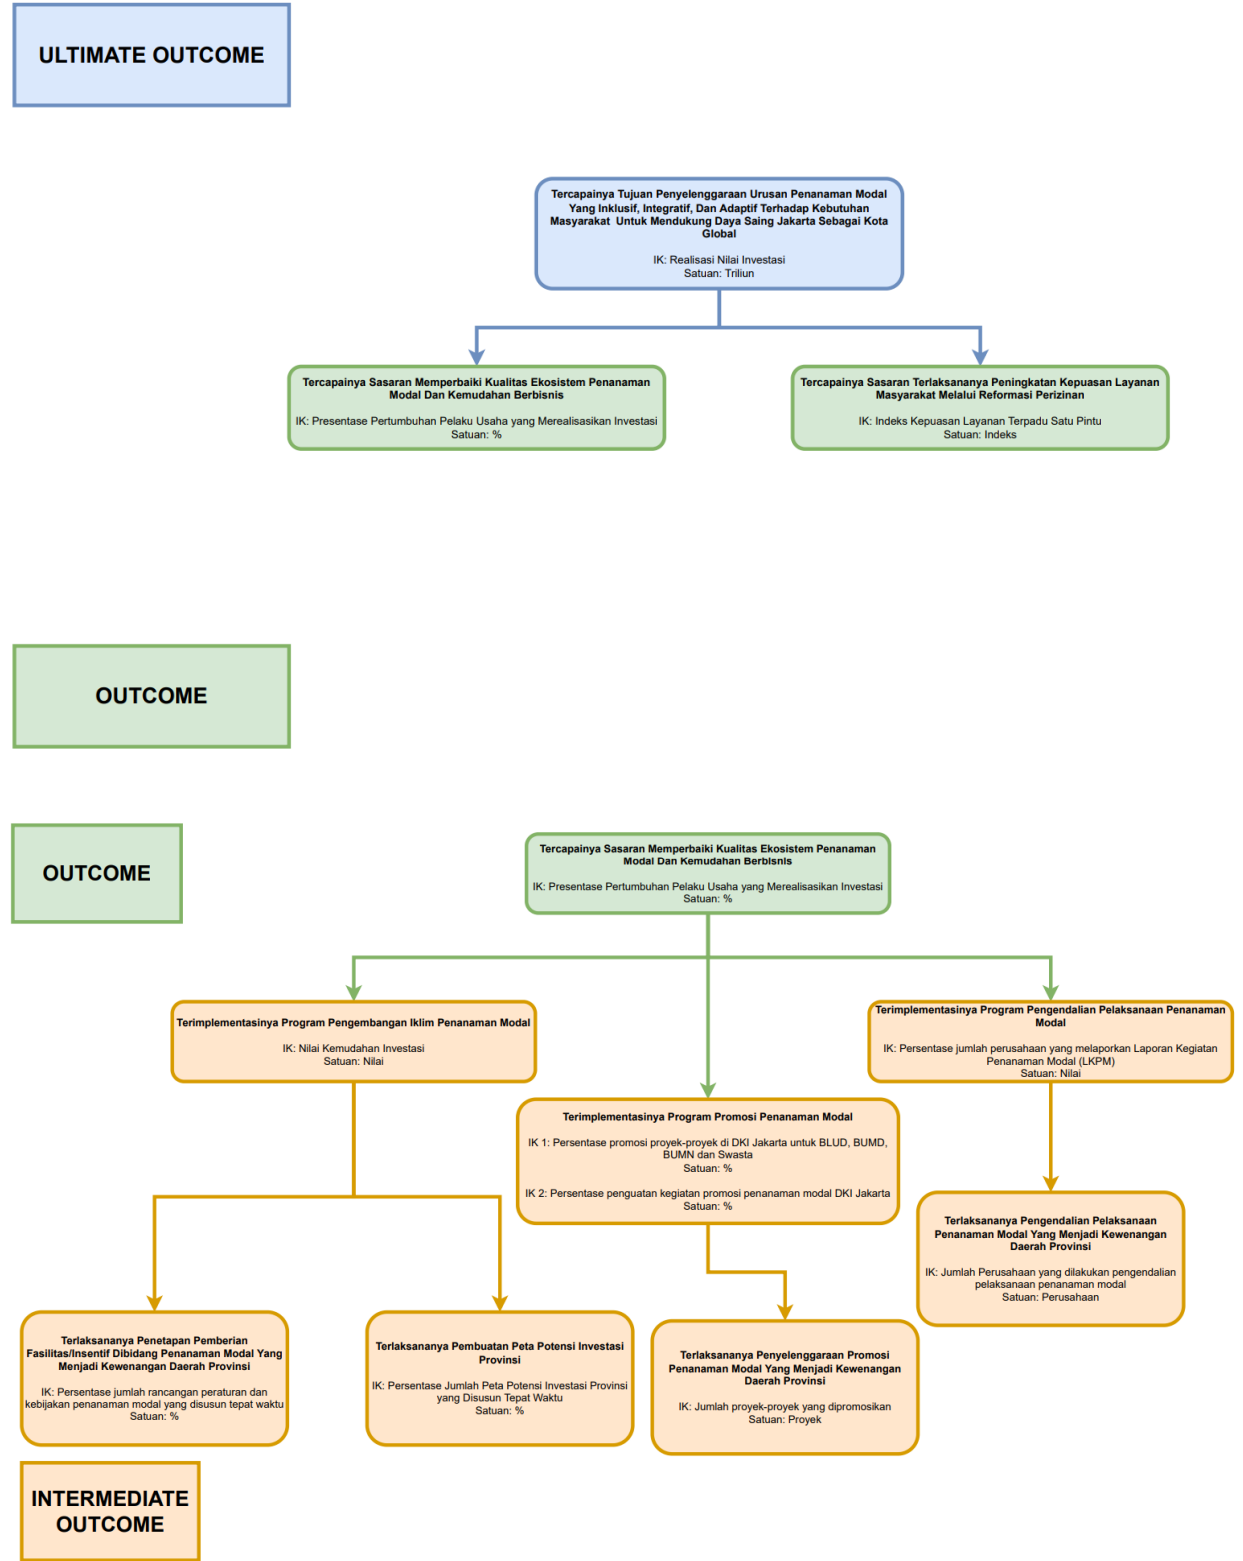 ULTIMATE OUTCOME
Tercapainya Tujuan Penyelenggaraan Urusan Penanaman Modal
Yang Inklusif, Integratif, Dan Adaptif Terhadap Kebutuhan
Masyarakat Untuk Mendukung Daya Saing Jakarta Sebagai Kota
Global
IK: Realisasi Nilai Investasi
Satuan: Triliun
Tercapainya Sasaran Memperbaiki Kualitas Ekosistem Penanaman
Modal Dan Kemudahan Berbisnis
IK: Presentase Pertumbuhan Pelaku Usaha yang Merealisasikan Investasi
Satuan: %
Tercapainya Sasaran Terlaksananya Peningkatan Kepuasan Layanan
Masyarakat Melalui Reformasi Perizinan
IK: Indeks Kepuasan Layanan Terpadu Satu Pintu
Satuan: Indeks
OUTCOME
OUTCOME
Tercapainya Sasaran Memperbaiki Kualitas Ekosistem Penanaman
Modal Dan Kemudahan Berbisnis
IK: Presentase Pertumbuhan Pelaku Usaha yang Merealisasikan Investasi
Satuan: %
Terimplementasinya Program Pengembangan Iklim Penanaman Modal
IK: Nilai Kemudahan Investasi
Satuan: Nilai
Terimplementasinya Program Pengendalian Pelaksanaan Penanaman
Modal
IK: Persentase jumlah perusahaan yang melaporkan Laporan Kegiatan
Penanaman Modal (LKPM)
Satuan: Nilai
Terimplementasinya Program Promosi Penanaman Modal
IK 1: Persentase promosi proyek-proyek di DKI Jakarta untuk BLUD, BUMD,
BUMN dan Swasta
Satuan: %
IK 2: Persentase penguatan kegiatan promosi penanaman modal DKI Jakarta
Satuan: %
Terlaksananya Pengendalian Pelaksanaan
Penanaman Modal Yang Menjadi Kewenangan
Daerah Provinsi
IK: Jumlah Perusahaan yang dilakukan pengendalian
pelaksanaan penanaman modal
Satuan: Perusahaan
Terlaksananya Penetapan Pemberian
Fasilitas/Insentif Dibidang Penanaman Modal Yang
Menjadi Kewenangan Daerah Provinsi
IK: Persentase jumlah rancangan peraturan dan
kebijakan penanaman modal yang disusun tepat waktu
Satuan: %
Terlaksananya Pembuatan Peta Potensi Investasi
Provinsi
IK: Persentase Jumlah Peta Potensi Investasi Provinsi
yang Disusun Tepat Waktu
Satuan: %
Terlaksananya Penyelenggaraan Promosi
Penanaman Modal Yang Menjadi Kewenangan
Daerah Provinsi
IK: Jumlah proyek-proyek yang dipromosikan
Satuan: Proyek
INTERMEDIATE
OUTCOME